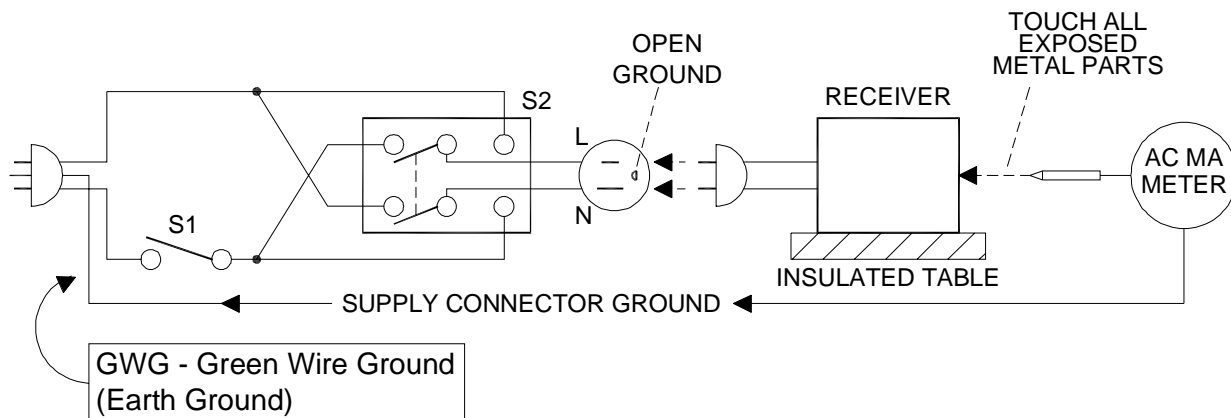 OPEN
GROUND
TOUCH ALL
EXPOSED
METAL PARTS
S2
RECEIVER
L
AC MA
METER
N
S1
INSULATED TABLE
SUPPLY CONNECTOR GROUND
GWG - Green Wire Ground
(Earth Ground)